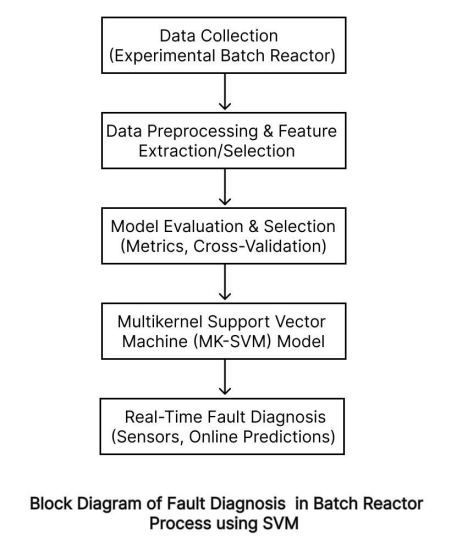 Data Collection
(Experimental Batch Reactor)
Data Preprocessing & Feature
Extraction/Selection
Model Evaluation & Selection
(Metrics, Cross-Validation)
Multikernel Support Vector
Machine (MK-SVM) Model
Real-Time Fault Diagnosis
(Sensors, Online Predictions)
Block Diagram of Fault Diagnosis  in Batch Reactor
Process using SVM